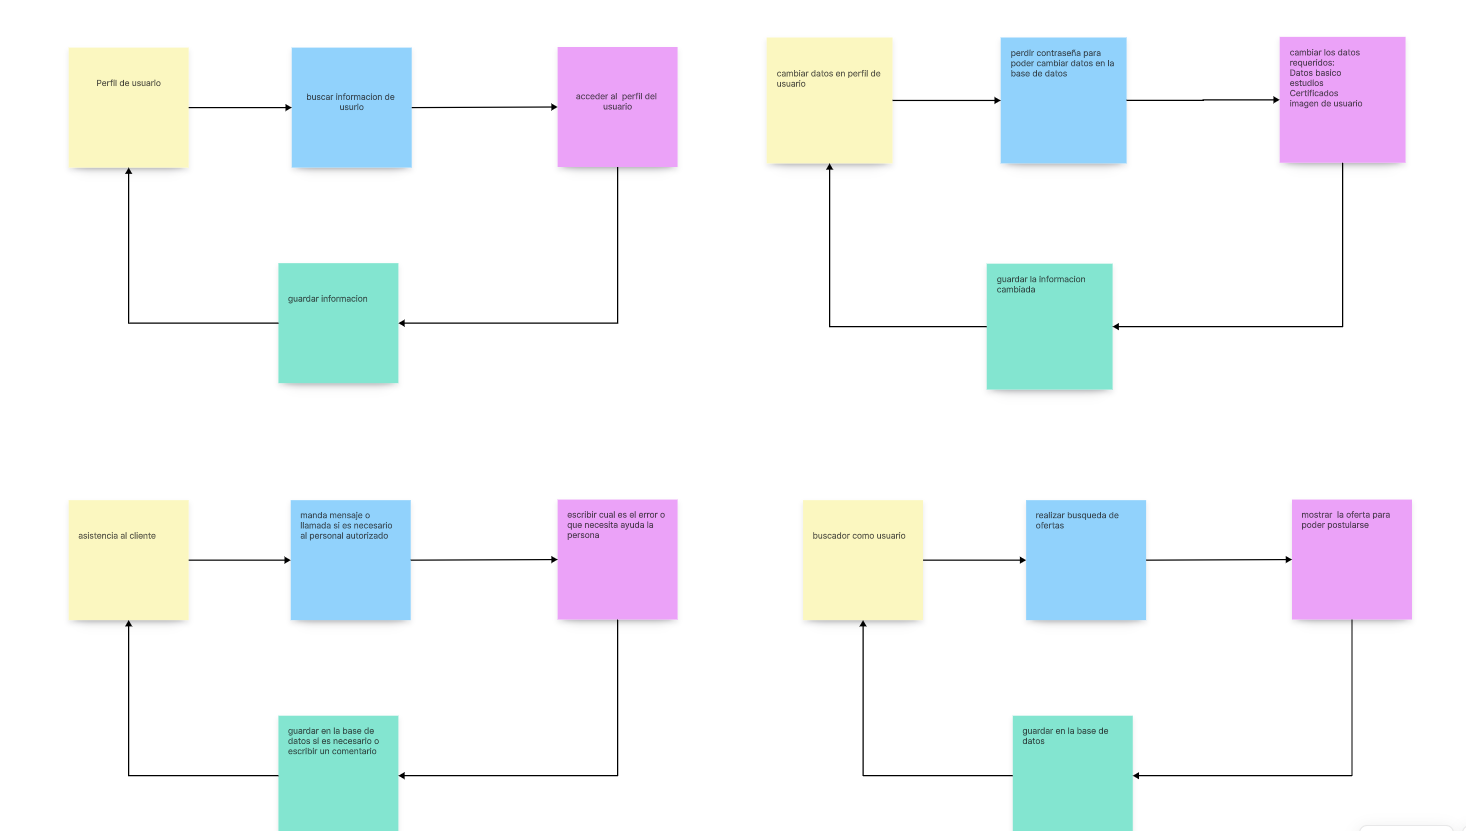 Perfil de usuario
buscar informacion de
usurio
acceder al perfil del
usuario
guardar informacion
cambiar datos en perfil de
usuario
perdir contraseña para
poder cambiar datos en la
base de datos
cambiar los datos
requeridos:
Datos basico
estudios
Certificados
imagen de usuario
guardar la informacion
cambiada
asistencia al cliente
manda mensaje o
llamada si es necesario
al personal autorizado
escribir cual es el error o
que necesita ayuda la
persona
guardar en la base de
datos si es necesario o
escribir un comentario
buscador como usuario
realizar busqueda de
ofertas
mostrar la oferta para
poder postularse
guardar en la base de
datos